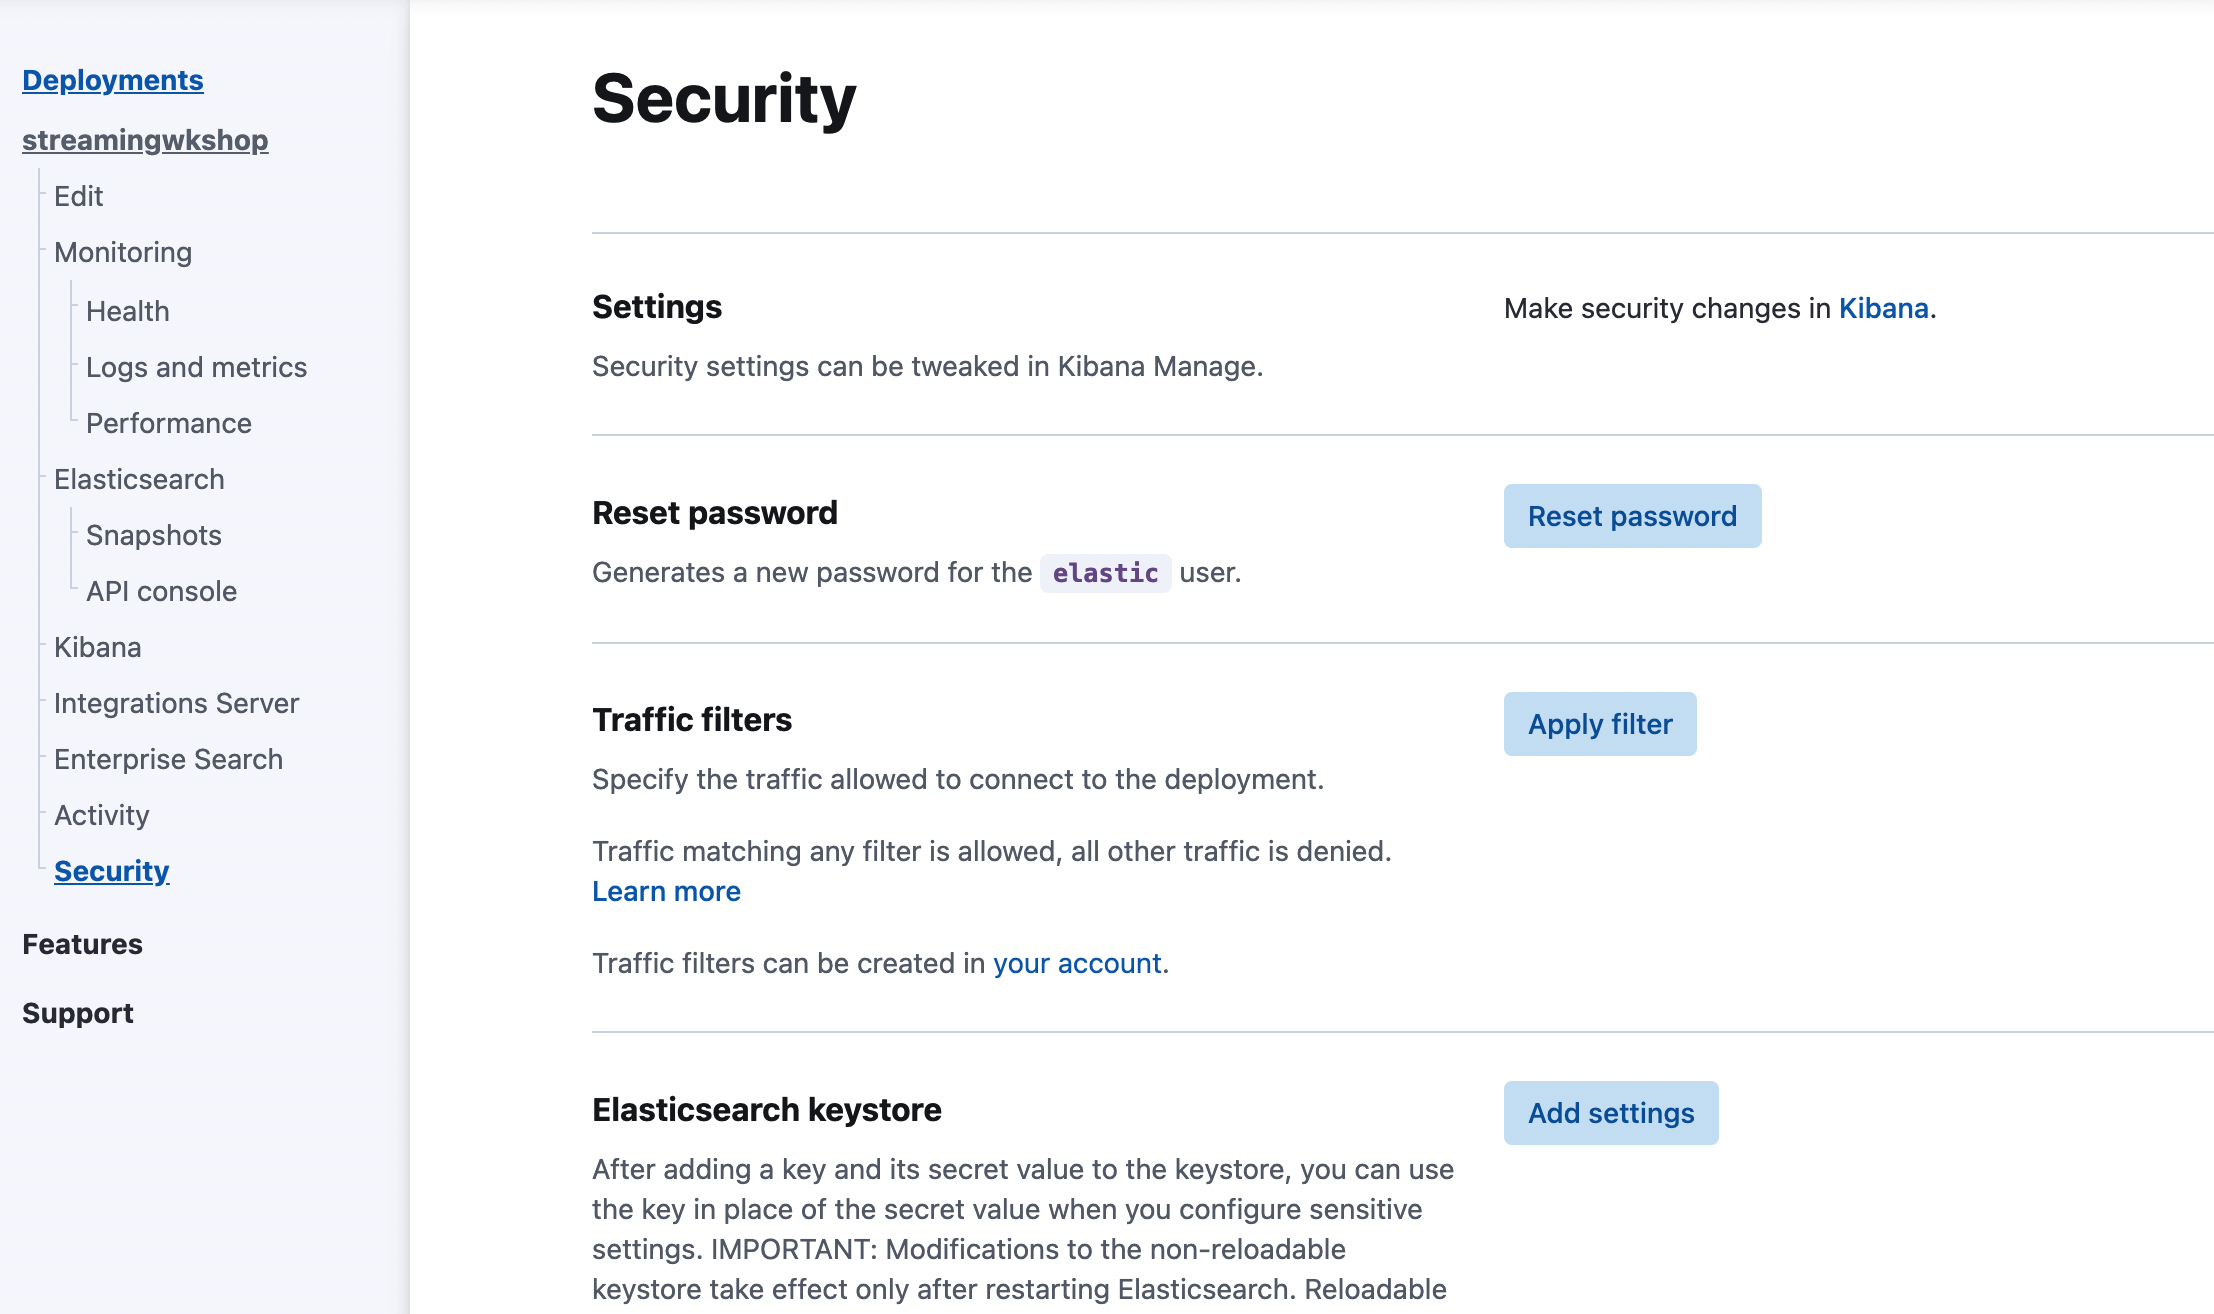 Deployments
streamingwkshop
Edit
Monitoring
Health
Logs and metrics
Performance
Elasticsearch
Snapshots
API console
Kibana
Integrations Server
Enterprise Search
Activity
Security
Features
Support
Security
Settings
Security settings can be tweaked in Kibana Manage.
Make security changes in Kibana.
Reset password
Generates a new password for the elastic user.
Reset password
Traffic filters
Specify the traffic allowed to connect to the deployment.
Traffic matching any filter is allowed, all other traffic is denied.
Learn more
Traffic filters can be created in your account.
Apply filter
Elasticsearch keystore
After adding a key and its secret value to the keystore, you can use
the key in place of the secret value when you configure sensitive
settings. IMPORTANT: Modifications to the non-reloadable
keystore take effect only after restarting Elasticsearch. Reloadable
Add settings